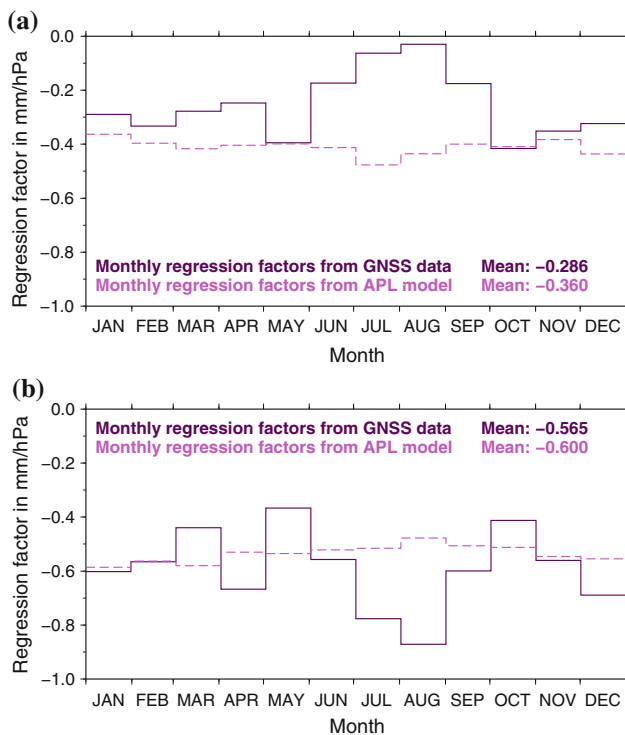 (a)
0.0
−0.2
−0.4
−0.6
−0.8
−1.0
Regression factor in mm/hPa
Monthly regression factors from GNSS data Mean: −0.286
Monthly regression factors from APL model Mean: −0.360
JAN FEB MAR APR MAY JUN JUL AUG SEP OCT NOV DEC
Month
(b)
0.0
−0.2
−0.4
−0.6
−0.8
−1.0
Regression factor in mm/hPa
Monthly regression factors from GNSS data Mean: −0.565
Monthly regression factors from APL model Mean: −0.600
JAN FEB MAR APR MAY JUN JUL AUG SEP OCT NOV DEC
Month